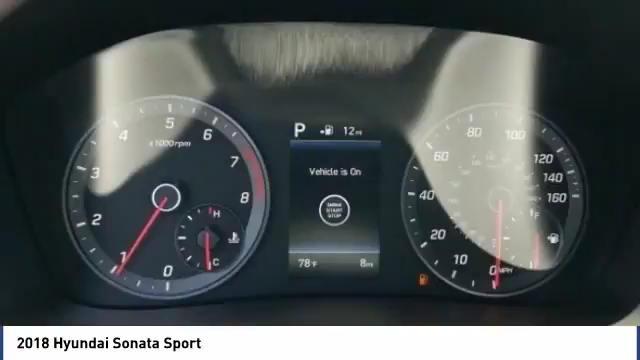 P 12mi
Vehicle is On
ENGINE
START
STOP
78°F 8mi
0 1 2 3 4 5 6 7 8
x1000rpm
H
C
0 10 20 40 60 80 100 120 140 160
MPH
F
2018 Hyundai Sonata Sport